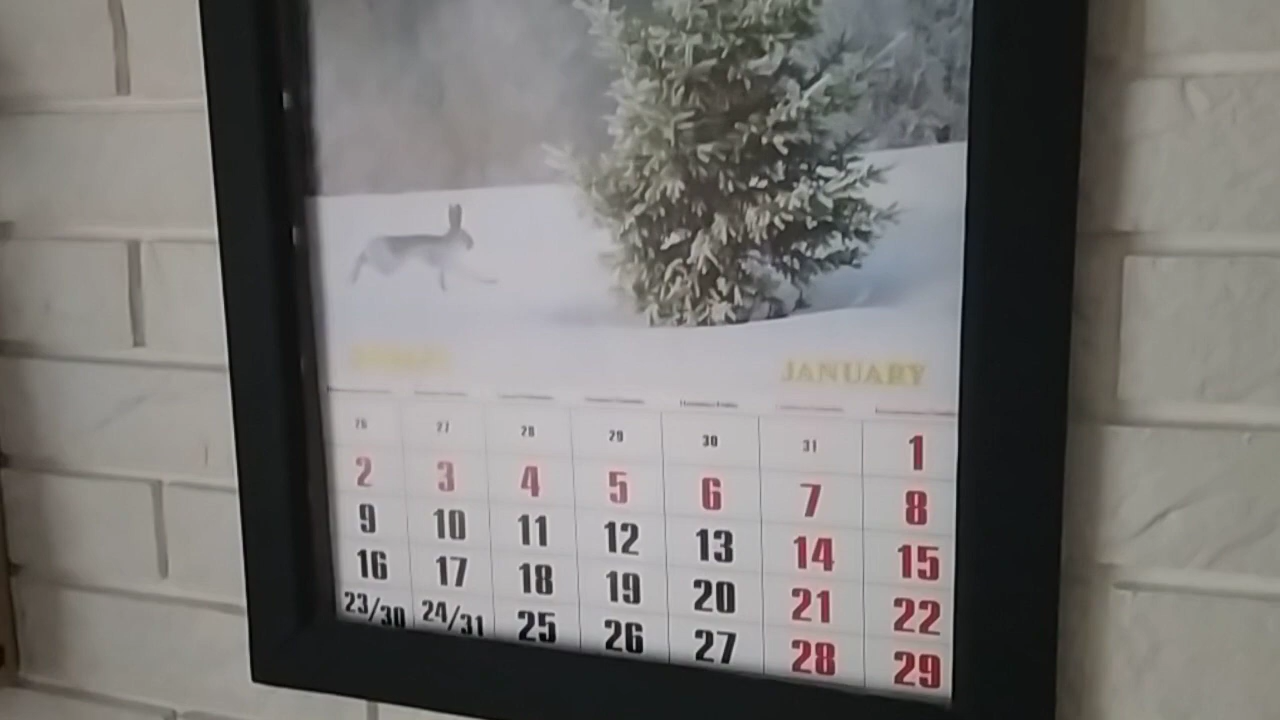 JANUARY
26 27 28 29 30 31 1
2 3 4 5 6 7 8
9 10 11 12 13 14 15
16 17 18 19 20 21 22
23/30 24/31 25 26 27 28 29